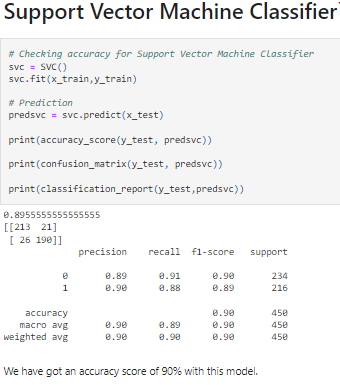 Support Vector Machine Classifier
# Checking accuracy for Support Vector Machine Classifier
svc = SVC()
svc.fit(x_train,y_train)
# Prediction
predsvc = svc.predict(x_test)
print(accuracy_score(y_test, predsvc))
print(confusion_matrix(y_test, predsvc))
print(classification_report(y_test,predsvc))
0.8955555555555555
[[213 21]
[ 26 190]]
precision recall f1-score support
0 0.89 0.91 0.90 234
1 0.90 0.88 0.89 216
accuracy 0.90 450
macro avg 0.90 0.89 0.90 450
weighted avg 0.90 0.90 0.90 450
We have got an accuracy score of 90% with this model.